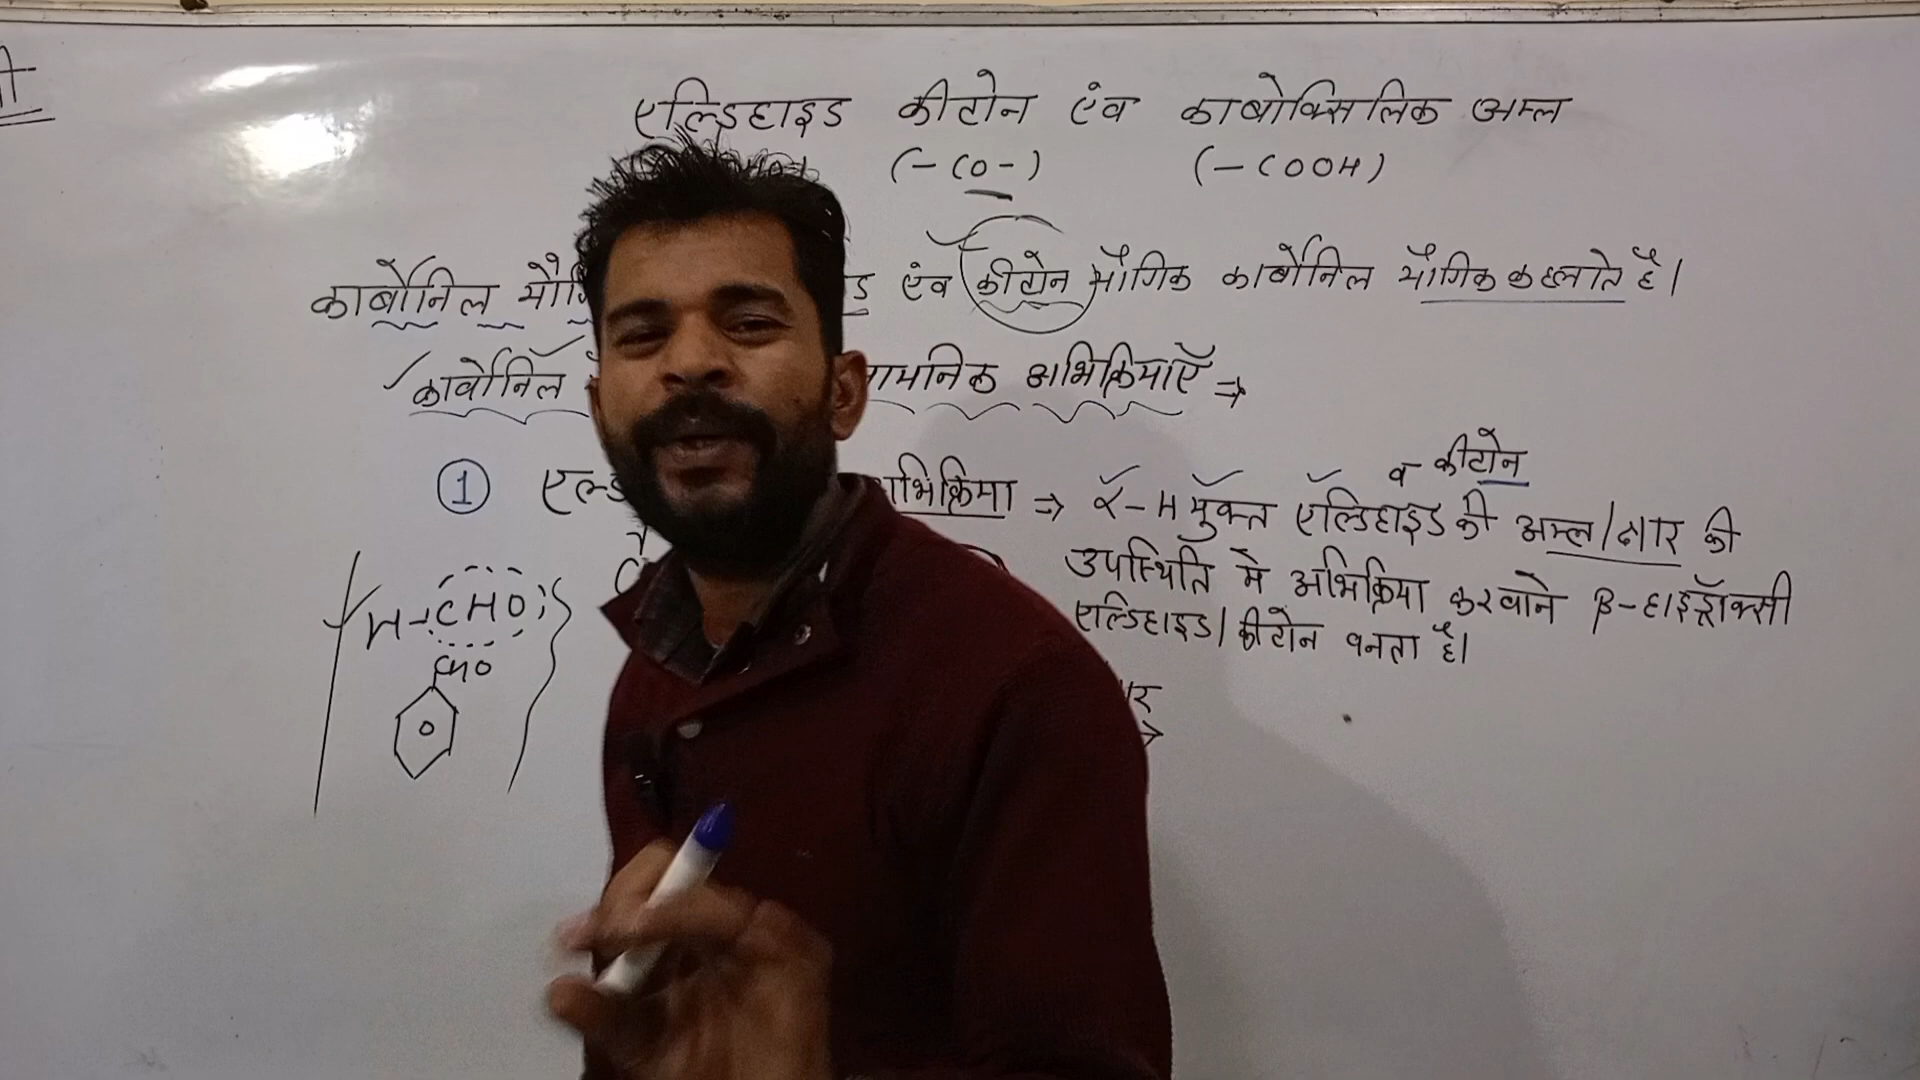 एल्डिहाइड कीटोन एंव कार्बोक्सिलिक अम्ल
(-CO-) (-COOH)
कार्बोनिल एंव कीटोन यौगिक कार्बोनिल यौगिक कहलाते है।
कार्बोनिल अभिक्रियाएँ ⇒
व कीटोन
1 अभिक्रिया ⇒ α-H युक्त एल्डिहाइड की अम्ल/क्षार की
उपस्थिति मे अभिक्रिया करवाने β-हाइड्रॉक्सी
एल्डिहाइड/कीटोन बनता है।
H-CHO
CHO